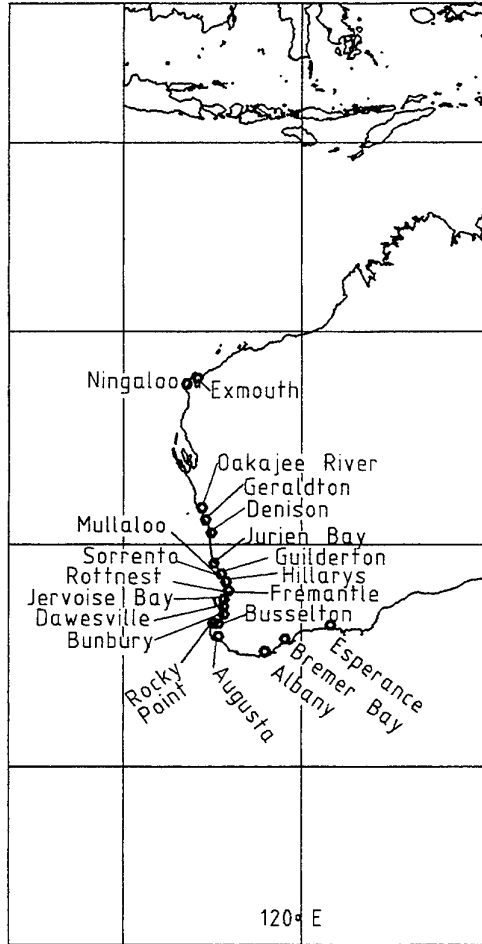 Ningaloo
Exmouth
Oakajee River
Geraldton
Denison
Mullaloo
Jurien Bay
Sorrento
Guilderton
Rottnest
Hillarys
Jervoise Bay
Fremantle
Dawesville
Busselton
Bunbury
Rocky
Point
Augusta
Albany
Bremer Bay
Esperance
120° E